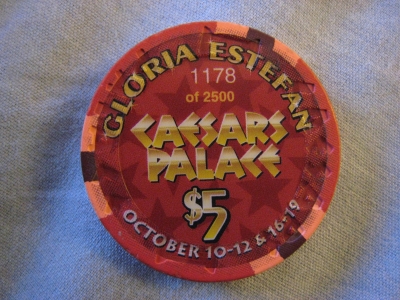 GLORIA ESTEFAN
1178
of 2500
CAESARS
PALACE
$5
OCTOBER 10-12 & 16-19